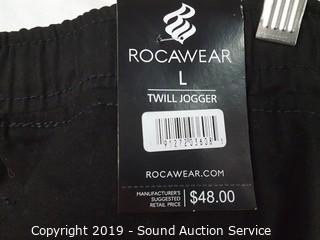 ROCAWEAR
L
TWILL JOGGER
ROCAWEAR.COM
MANUFACTURER'S
SUGGESTED
RETAIL PRICE
$48.00
Copyright 2019 - Sound Auction Service